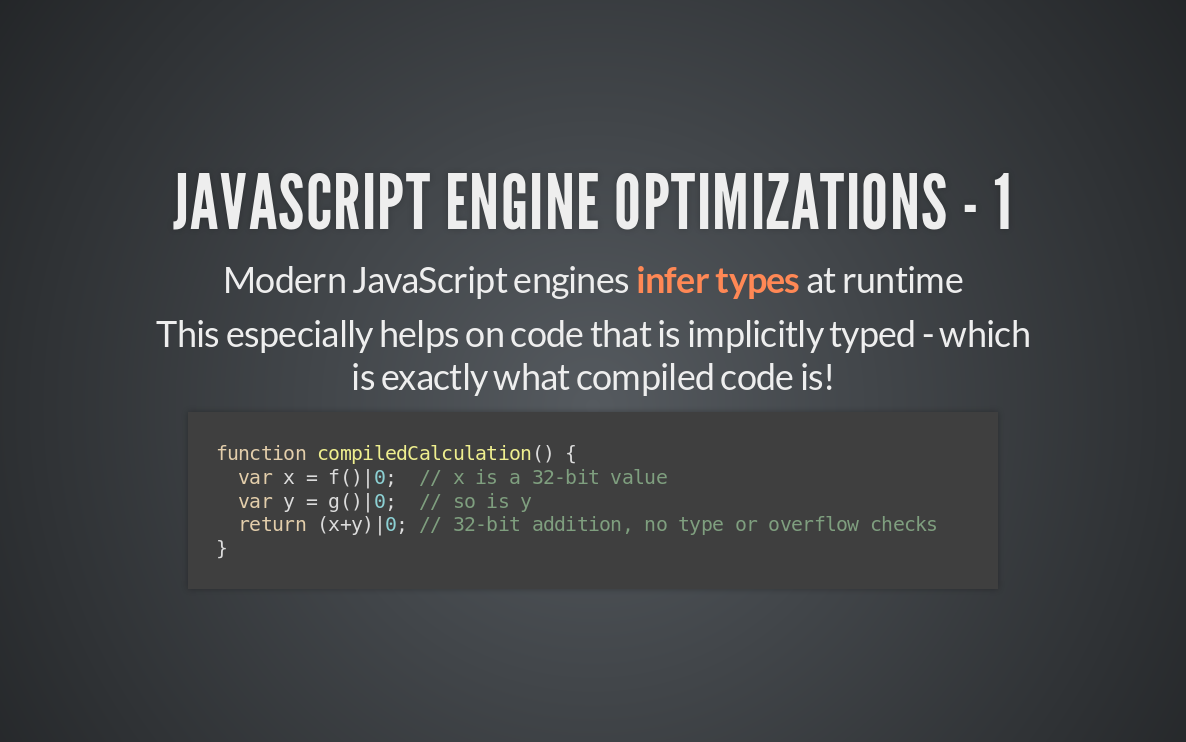 JAVASCRIPT ENGINE OPTIMIZATIONS - 1
Modern JavaScript engines infer types at runtime
This especially helps on code that is implicitly typed - which
is exactly what compiled code is!
function compiledCalculation() {
  var x = f()|0;  // x is a 32-bit value
  var y = g()|0;  // so is y
  return (x+y)|0; // 32-bit addition, no type or overflow checks
}